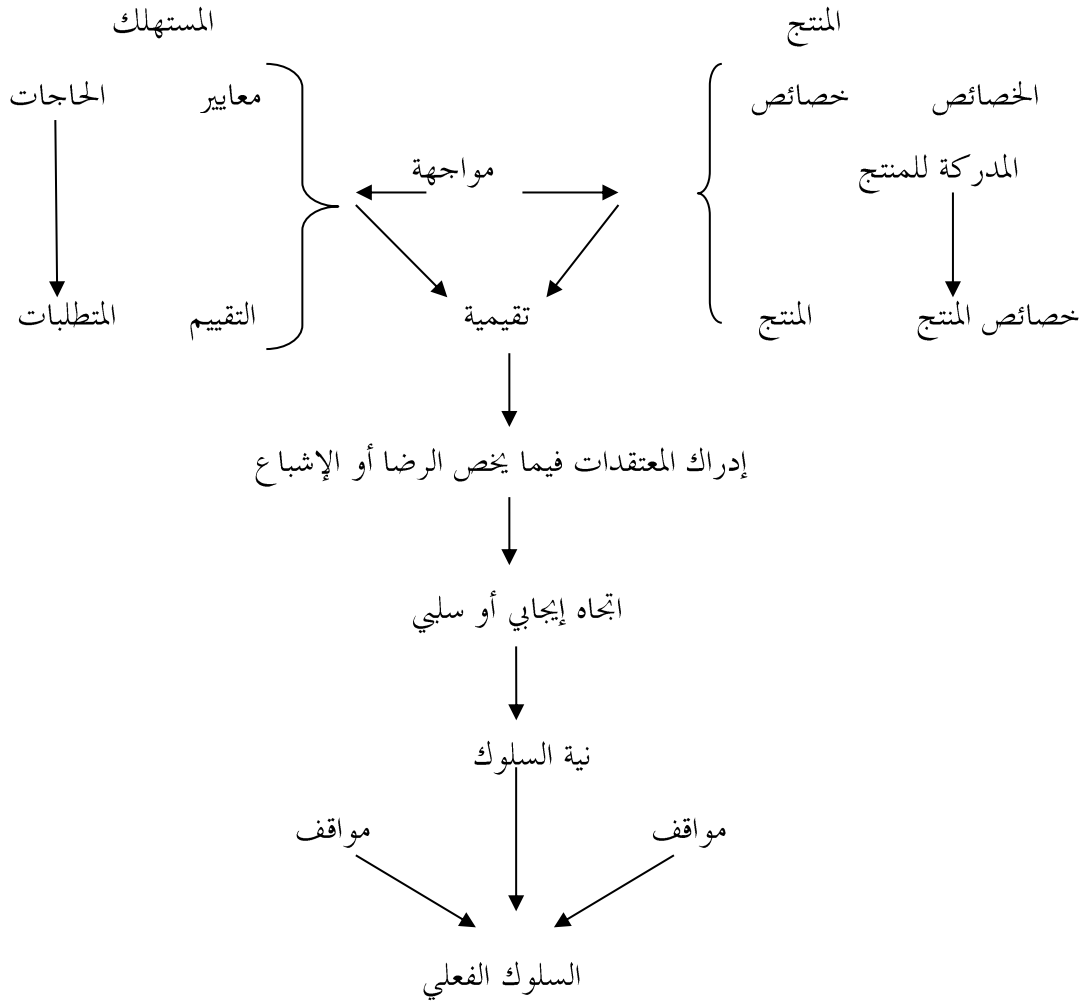 المنتج
المستهلك
الخصائص
خصائص
معايير
الحاجات
المدركة للمنتج
مواجهة
خصائص المنتج
المنتج
تقيمية
التقييم
المتطلبات
إدراك المعتقدات فيما يخص الرضا أو الإشباع
اتجاه إيجابي أو سلبي
نية السلوك
مواقف
مواقف
السلوك الفعلي